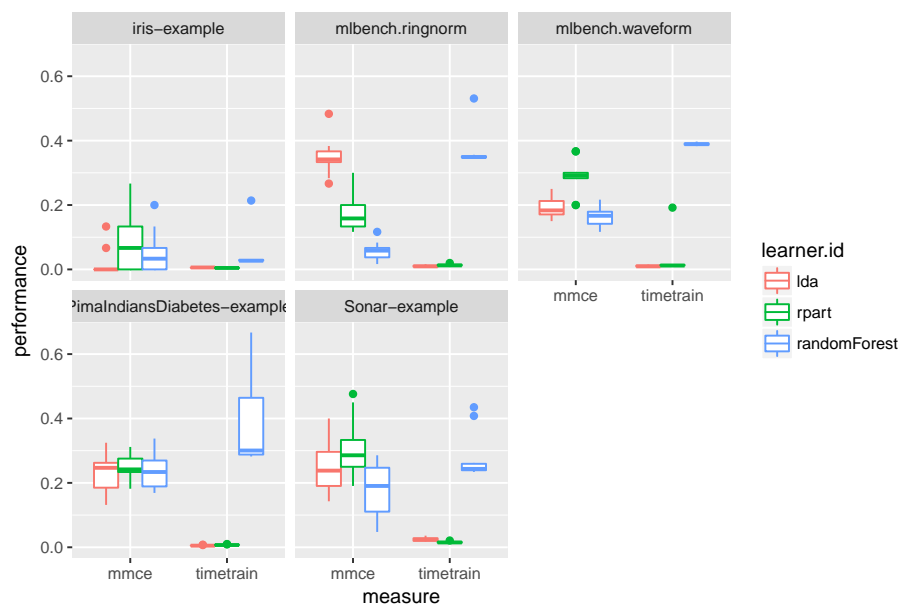 iris-example
mlbench.ringnorm
mlbench.waveform
0.6
0.4
0.2
0.0
PimaIndiansDiabetes-example
Sonar-example
mmce
timetrain
0.6
0.4
0.2
0.0
mmce
timetrain
mmce
timetrain
measure
performance
learner.id
lda
rpart
randomForest